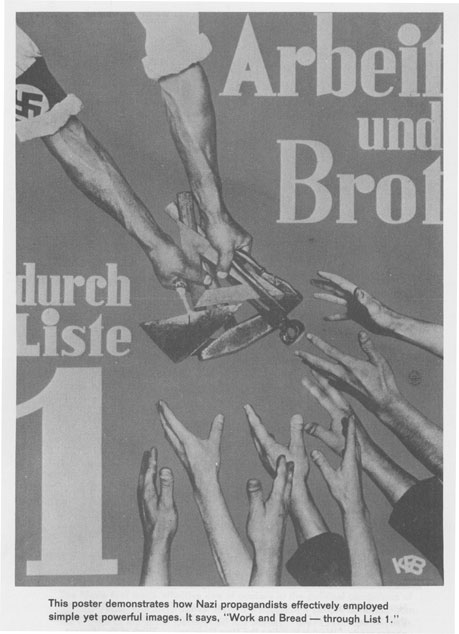 Arbeit
und
Brot
durch
Liste
1
This poster demonstrates how Nazi propagandists effectively employed
simple yet powerful images. It says, "Work and Bread — through List 1."